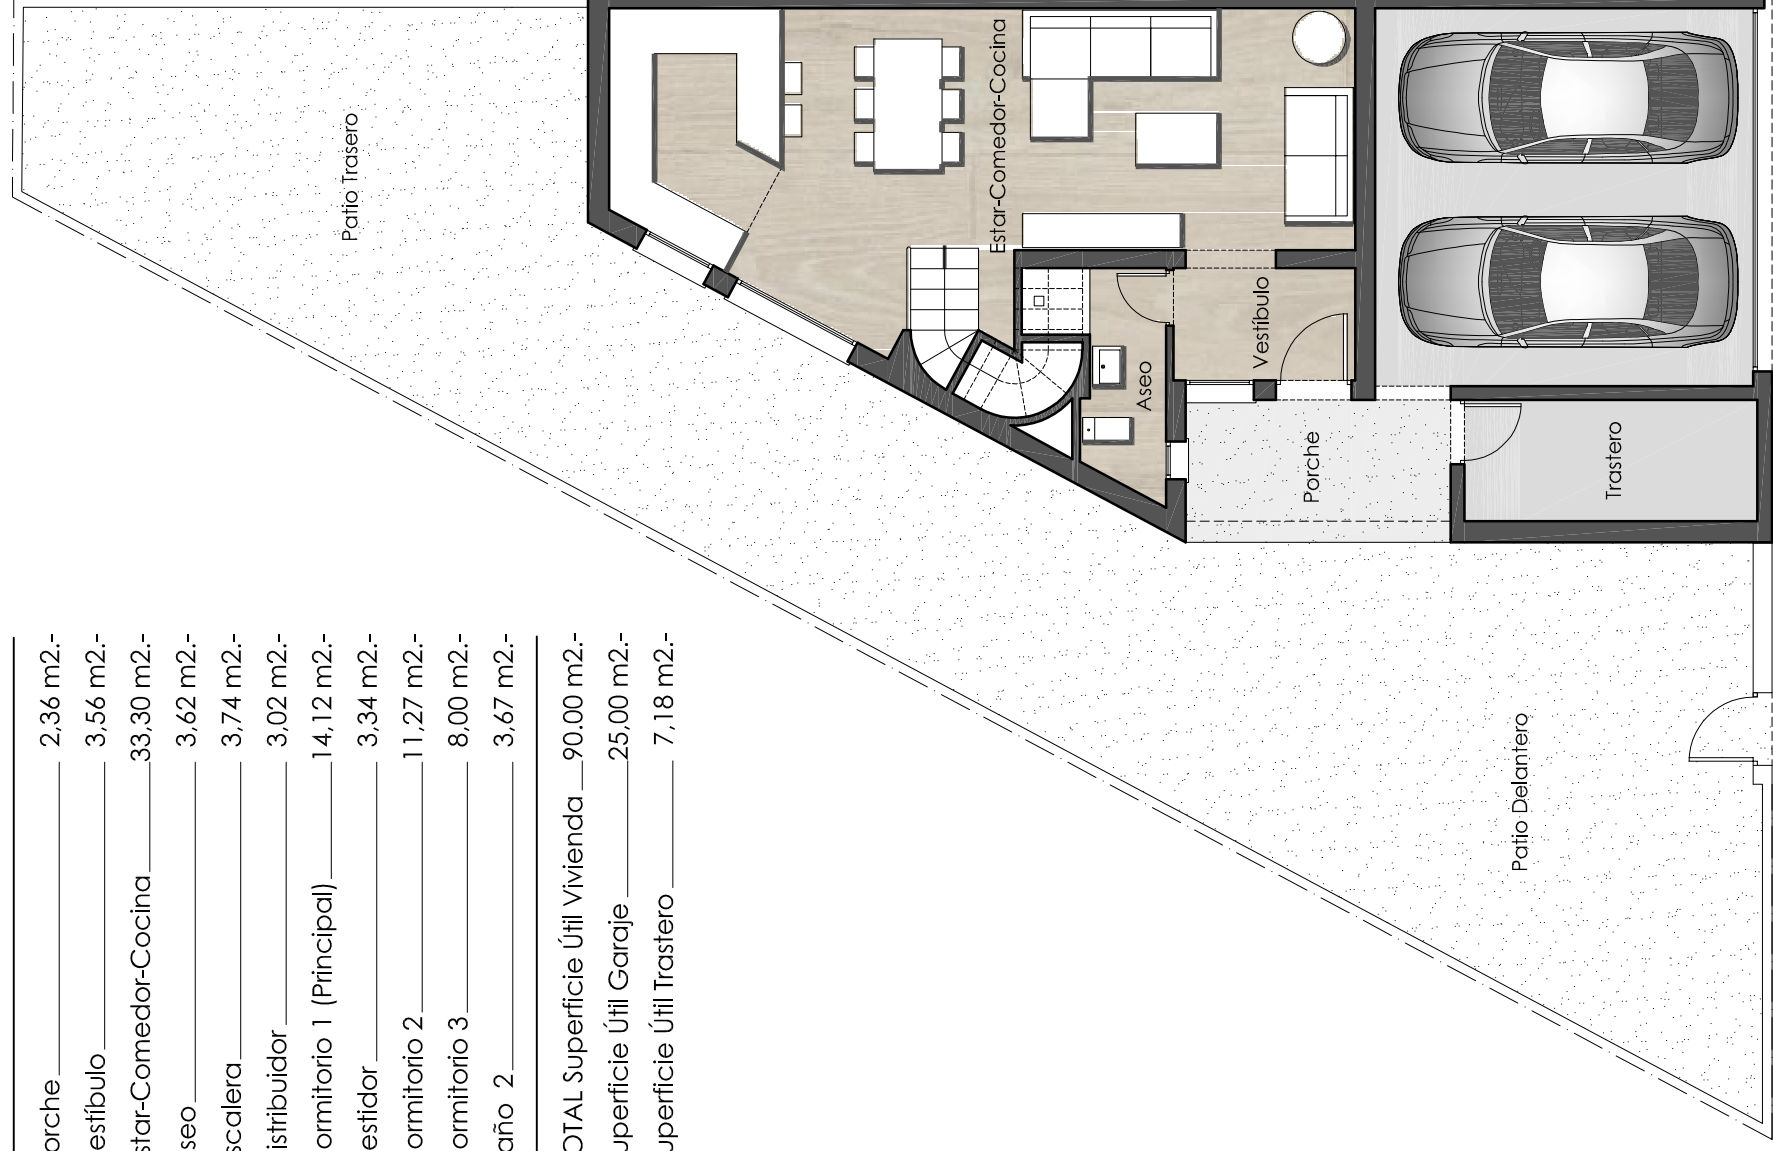 orche 2,36 m2.-
estíbulo 3,56 m2.-
star-Comedor-Cocina 33,30 m2.-
seo 3,62 m2.-
scalera 3,74 m2.-
istribuidor 3,02 m2.-
ormitorio 1 (Principal) 14,12 m2.-
estidor 3,34 m2.-
ormitorio 2 11,27 m2.-
ormitorio 3 8,00 m2.-
año 2 3,67 m2.-
OTAL Superficie Útil Vivienda 90.00 m2.-
uperficie Útil Garaje 25,00 m2.-
uperficie Útil Trastero 7,18 m2.-
Patio Trasero
Estar-Comedor-Cocina
Aseo
Vestíbulo
Porche
Trastero
Patio Delantero